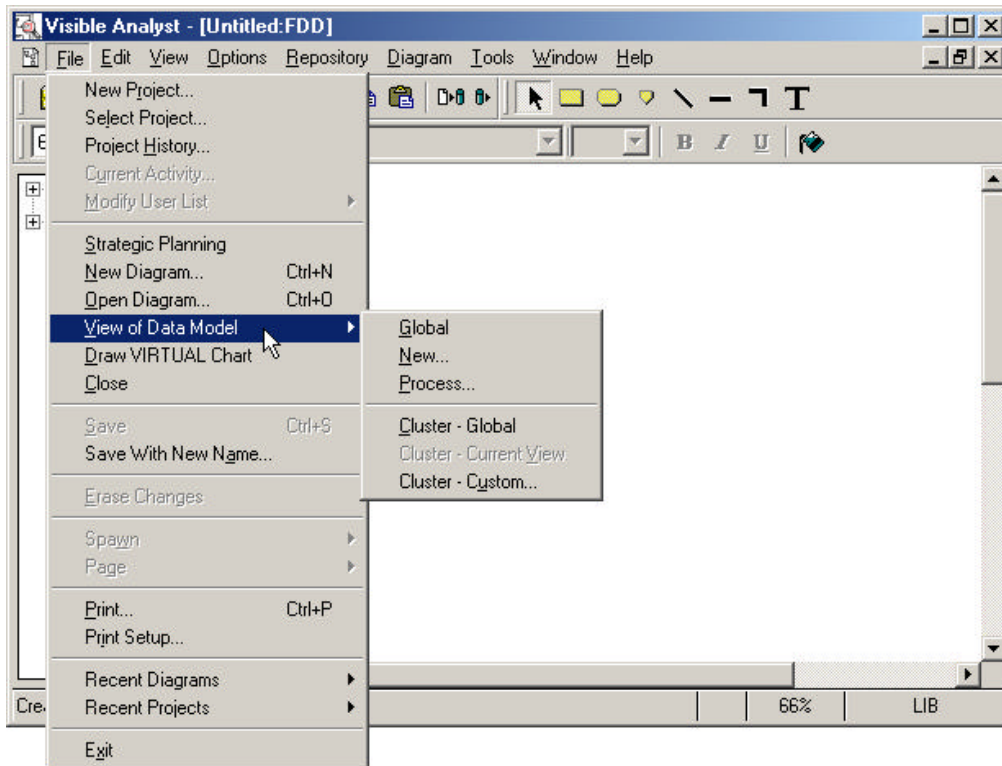 Visible Analyst - [Untitled:FDD]
File Edit View Options Repository Diagram Tools Window Help
New Project...
Select Project...
Project History...
Current Activity...
Modify User List
Strategic Planning
New Diagram... Ctrl+N
Open Diagram... Ctrl+O
View of Data Model
Draw VIRTUAL Chart
Close
Save Ctrl+S
Save With New Name...
Erase Changes
Spawn
Page
Print... Ctrl+P
Print Setup...
Recent Diagrams
Recent Projects
Exit
Global
New...
Process...
Cluster - Global
Cluster - Current View
Cluster - Custom...
T
B I U
66% LIB